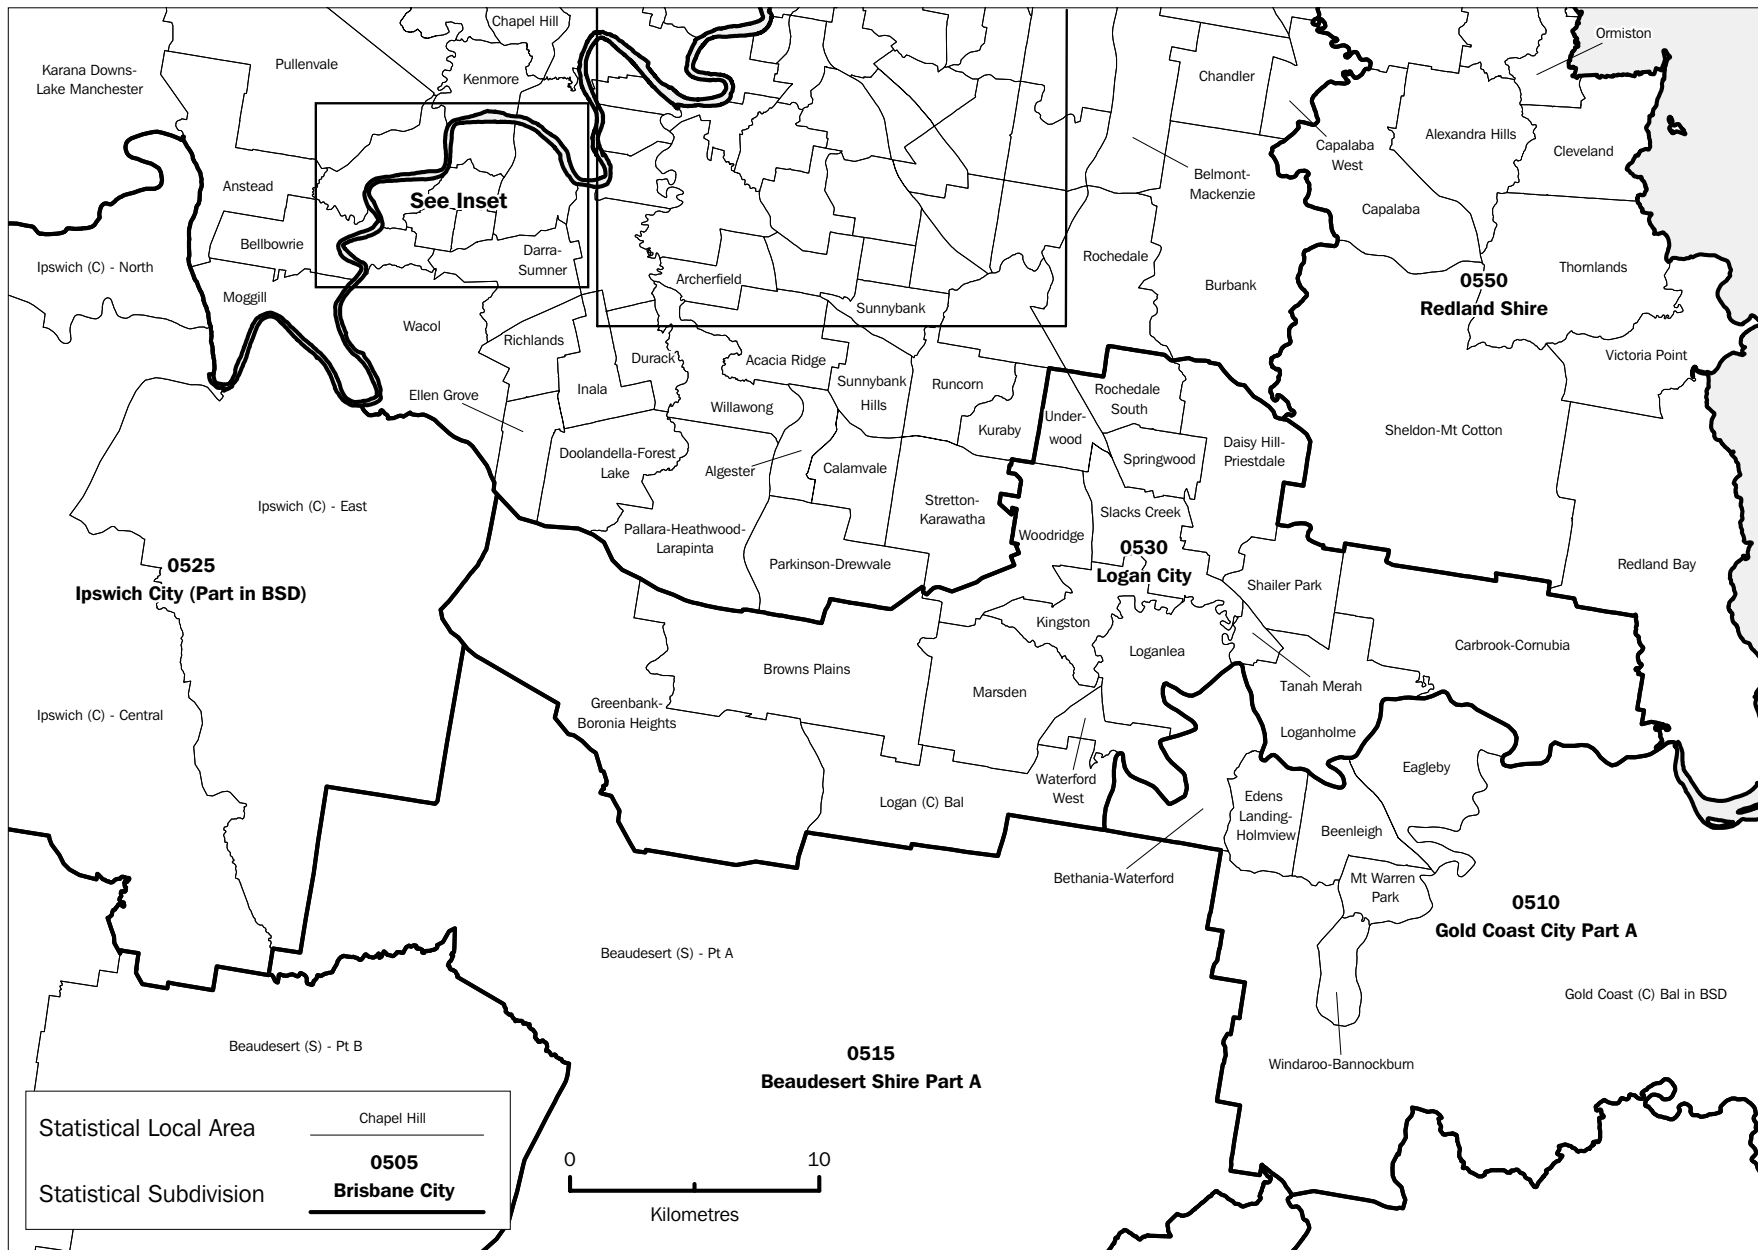 Chapel Hill
Ormiston
Karana Downs-
Lake Manchester
Pullenvale
Kenmore
Chandler
Alexandra Hills
Capalaba
West
Cleveland
Anstead
See Inset
Belmont-
Mackenzie
Capalaba
Bellbowrie
Darra-
Sumner
Ipswich (C) - North
Moggill
Archerfield
Rochedale
Burbank
Thornlands
0550
Redland Shire
Sunnybank
Wacol
Richlands
Durack
Acacia Ridge
Victoria Point
Ellen Grove
Inala
Willawong
Sunnybank
Hills
Runcorn
Rochedale
South
Under-
wood
Kuraby
Sheldon-Mt Cotton
Daisy Hill-
Priestdale
Doolandella-Forest
Lake
Algester
Calamvale
Springwood
Ipswich (C) - East
Stretton-
Karawatha
Slacks Creek
Pallara-Heathwood-
Larapinta
Woodridge
0525
Ipswich City (Part in BSD)
Parkinson-Drewvale
0530
Logan City
Shailer Park
Redland Bay
Kingston
Loganlea
Carbrook-Cornubia
Browns Plains
Marsden
Tanah Merah
Ipswich (C) - Central
Greenbank-
Boronia Heights
Loganholme
Eagleby
Waterford
West
Logan (C) Bal
Edens
Landing-
Holmview
Beenleigh
Bethania-Waterford
Mt Warren
Park
0510
Gold Coast City Part A
Beaudesert (S) - Pt A
Gold Coast (C) Bal in BSD
Beaudesert (S) - Pt B
0515
Beaudesert Shire Part A
Windaroo-Bannockburn
Statistical Local Area
Chapel Hill
0505
Brisbane City
Statistical Subdivision
0 10
Kilometres